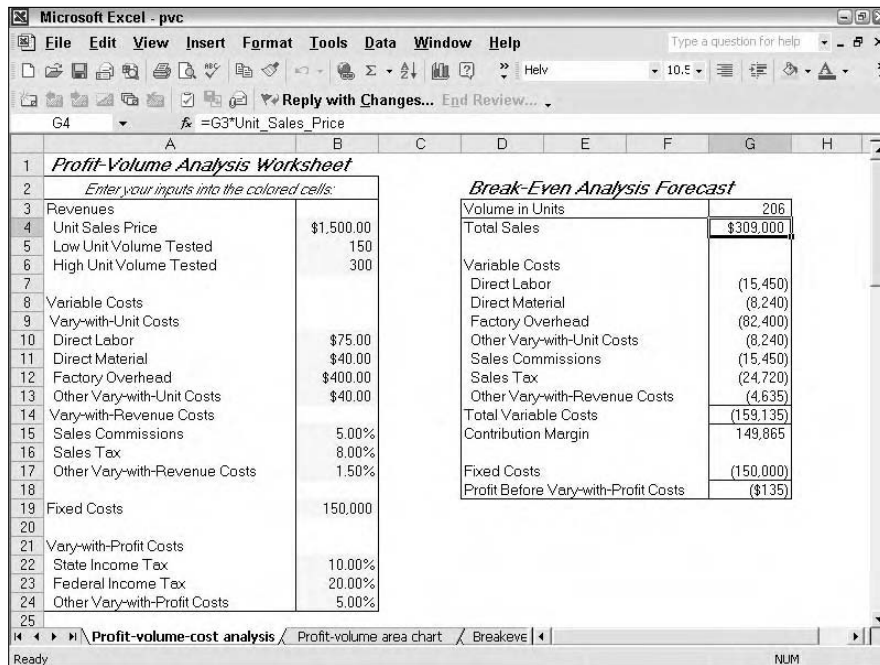 Microsoft Excel - pvc
File Edit View Insert Format Tools Data Window Help Type a question for help
Helv 10.5
Reply with Changes... End Review...
G4 fx =G3*Unit_Sales_Price
A B C D E F G H
1 Profit-Volume Analysis Worksheet
2 Enter your inputs into the colored cells: Break-Even Analysis Forecast
3 Revenues Volume in Units 206
4 Unit Sales Price $1,500.00 Total Sales $309,000
5 Low Unit Volume Tested 150
6 High Unit Volume Tested 300 Variable Costs
7 Direct Labor (15,450)
8 Variable Costs Direct Material (8,240)
9 Vary-with-Unit Costs Factory Overhead (82,400)
10 Direct Labor $75.00 Other Vary-with-Unit Costs (8,240)
11 Direct Material $40.00 Sales Commissions (15,450)
12 Factory Overhead $400.00 Sales Tax (24,720)
13 Other Vary-with-Unit Costs $40.00 Other Vary-with-Revenue Costs (4,635)
14 Vary-with-Revenue Costs Total Variable Costs (159,135)
15 Sales Commissions 5.00% Contribution Margin 149,865
16 Sales Tax 8.00%
17 Other Vary-with-Revenue Costs 1.50% Fixed Costs (150,000)
18 Profit Before Vary-with-Profit Costs ($135)
19 Fixed Costs 150,000
20
21 Vary-with-Profit Costs
22 State Income Tax 10.00%
23 Federal Income Tax 20.00%
24 Other Vary-with-Profit Costs 5.00%
25
Profit-volume-cost analysis Profit-volume area chart Breakeve
Ready NUM